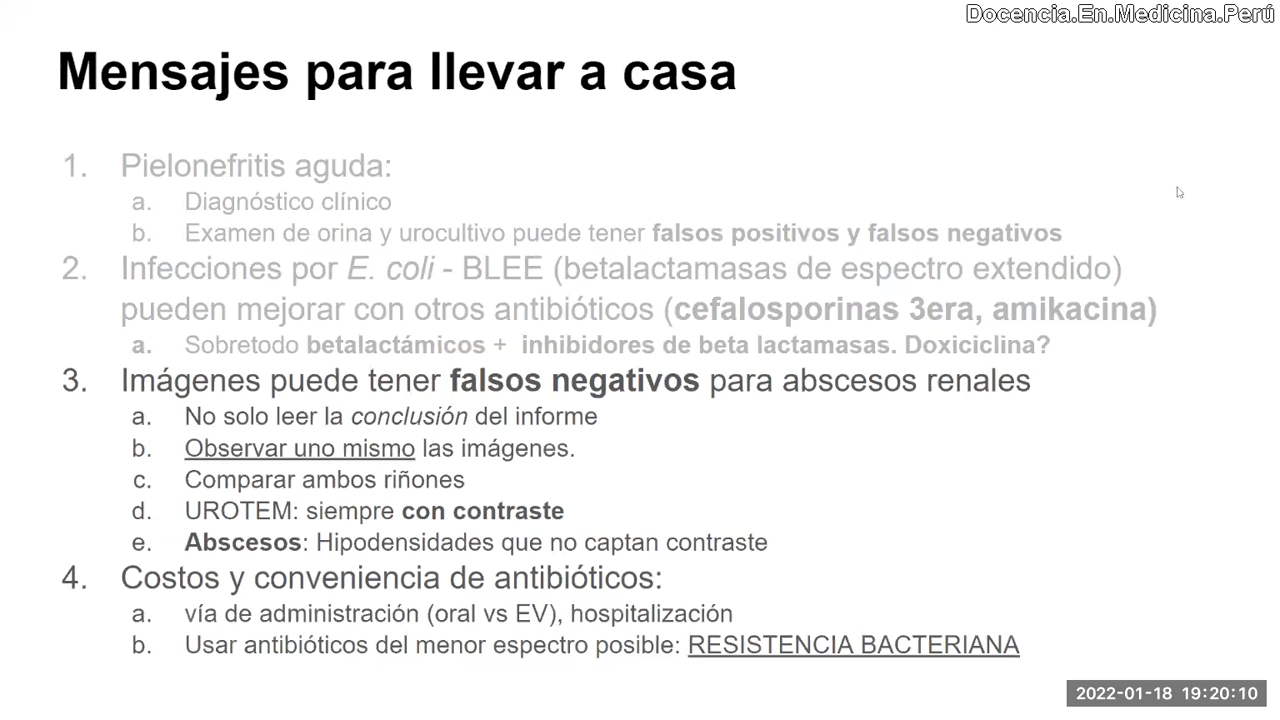 Docencia.En.Medicina.Perú
Mensajes para llevar a casa
1. Pielonefritis aguda:
a. Diagnóstico clínico
b. Examen de orina y urocultivo puede tener falsos positivos y falsos negativos
2. Infecciones por E. coli - BLEE (betalactamasas de espectro extendido)
pueden mejorar con otros antibióticos (cefalosporinas 3era, amikacina)
a. Sobretodo betalactámicos + inhibidores de beta lactamasas. Doxiciclina?
3. Imágenes puede tener falsos negativos para abscesos renales
a. No solo leer la conclusión del informe
b. Observar uno mismo las imágenes.
c. Comparar ambos riñones
d. UROTEM: siempre con contraste
e. Abscesos: Hipodensidades que no captan contraste
4. Costos y conveniencia de antibióticos:
a. vía de administración (oral vs EV), hospitalización
b. Usar antibióticos del menor espectro posible: RESISTENCIA BACTERIANA
2022-01-18 19:20:10